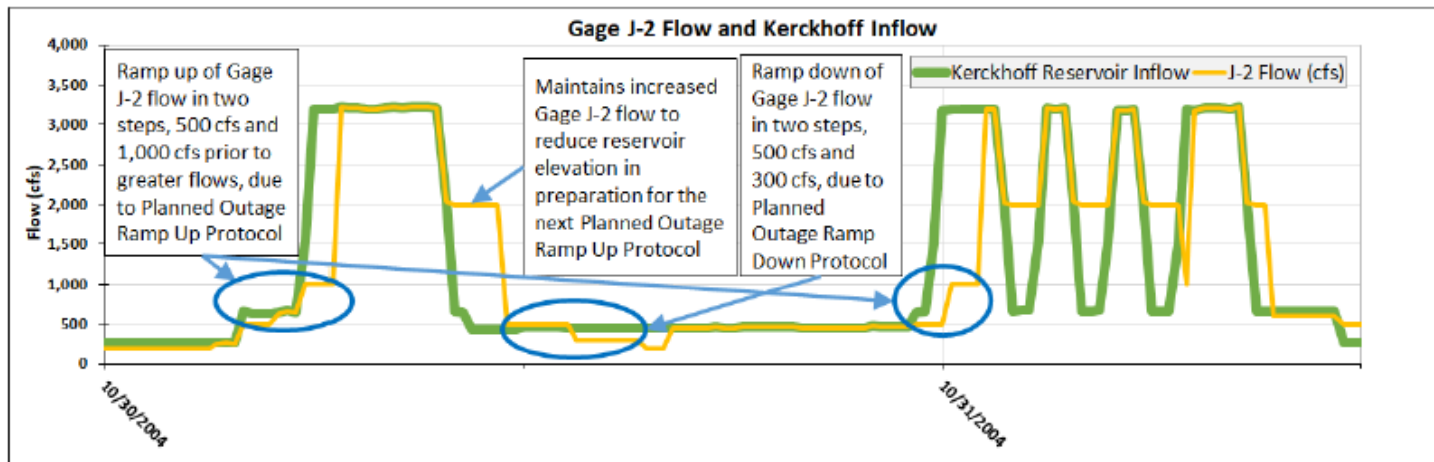 Gage J-2 Flow and Kerckhoff Inflow
Flow (cfs)
4,000
3,500
3,000
2,500
2,000
1,500
1,000
500
0
Ramp up of Gage
J-2 flow in two
steps, 500 cfs and
1,000 cfs prior to
greater flows, due
to Planned Outage
Ramp Up Protocol
Maintains increased
Gage J-2 flow to
reduce reservoir
elevation in
preparation for the
next Planned Outage
Ramp Up Protocol
Ramp down of
Gage J-2 flow
in two steps,
500 cfs and
300 cfs, due to
Planned
Outage Ramp
Down Protocol
Kerckhoff Reservoir Inflow
J-2 Flow (cfs)
10/30/2004
10/31/2004